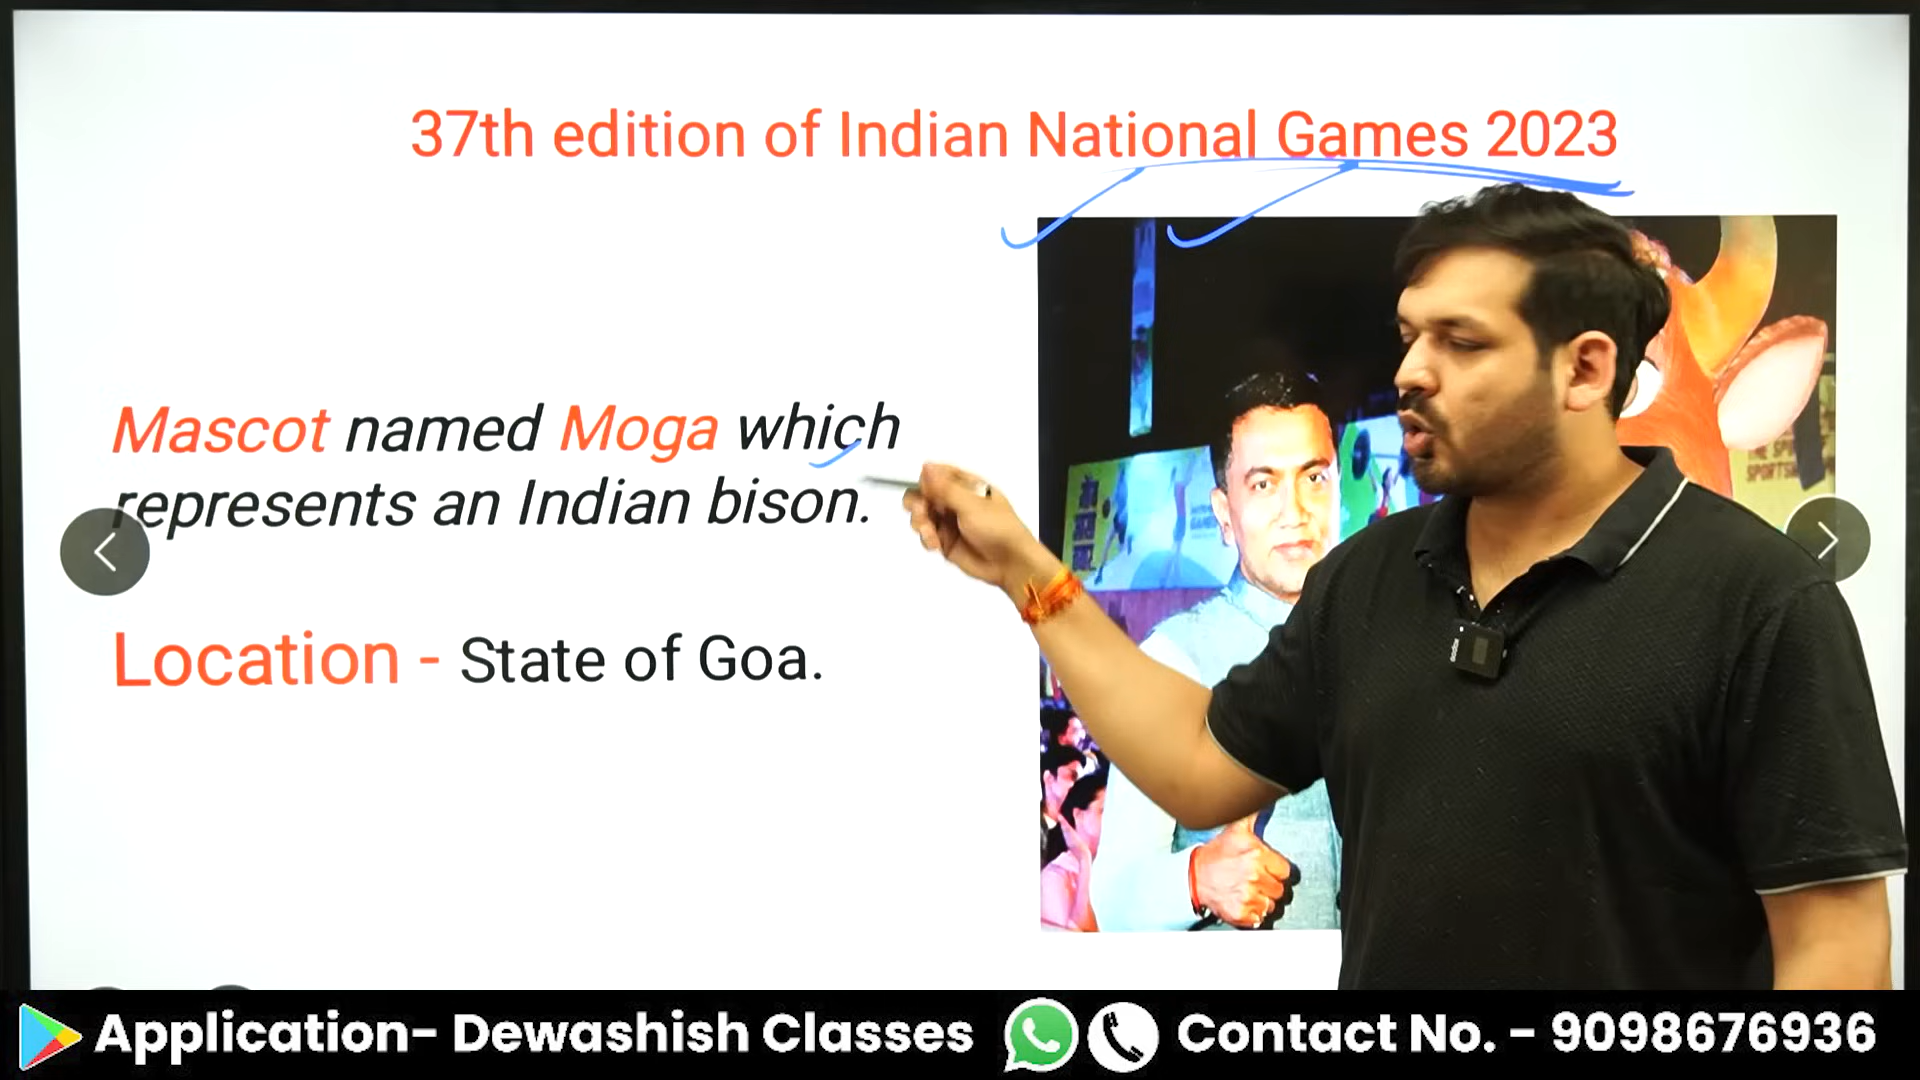 37th edition of Indian National Games 2023
Mascot named Moga which
represents an Indian bison.
Location - State of Goa.
Application- Dewashish Classes
Contact No. - 9098676936